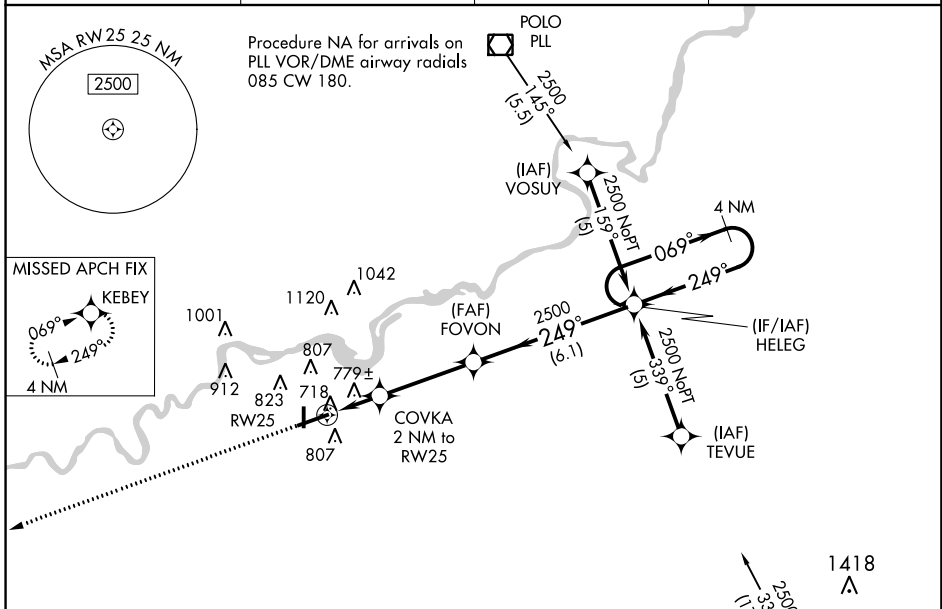 MSA RW25 25 NM
2500
Procedure NA for arrivals on
PLL VOR/DME airway radials
085 CW 180.
POLO
PLL
2500
145°
(5.5)
(IAF)
VOSUY
2500 NoPT
159°
(5)
4 NM
069°
249°
(IF/IAF)
HELEG
MISSED APCH FIX
KEBEY
069°
249°
4 NM
1042
1120
1001
912
823
807
779±
718
807
RW25
(FAF)
FOVON
2500
249°
(6.1)
COVKA
2 NM to
RW25
2500 NoPT
339°
(5)
(IAF)
TEVUE
1418
2500